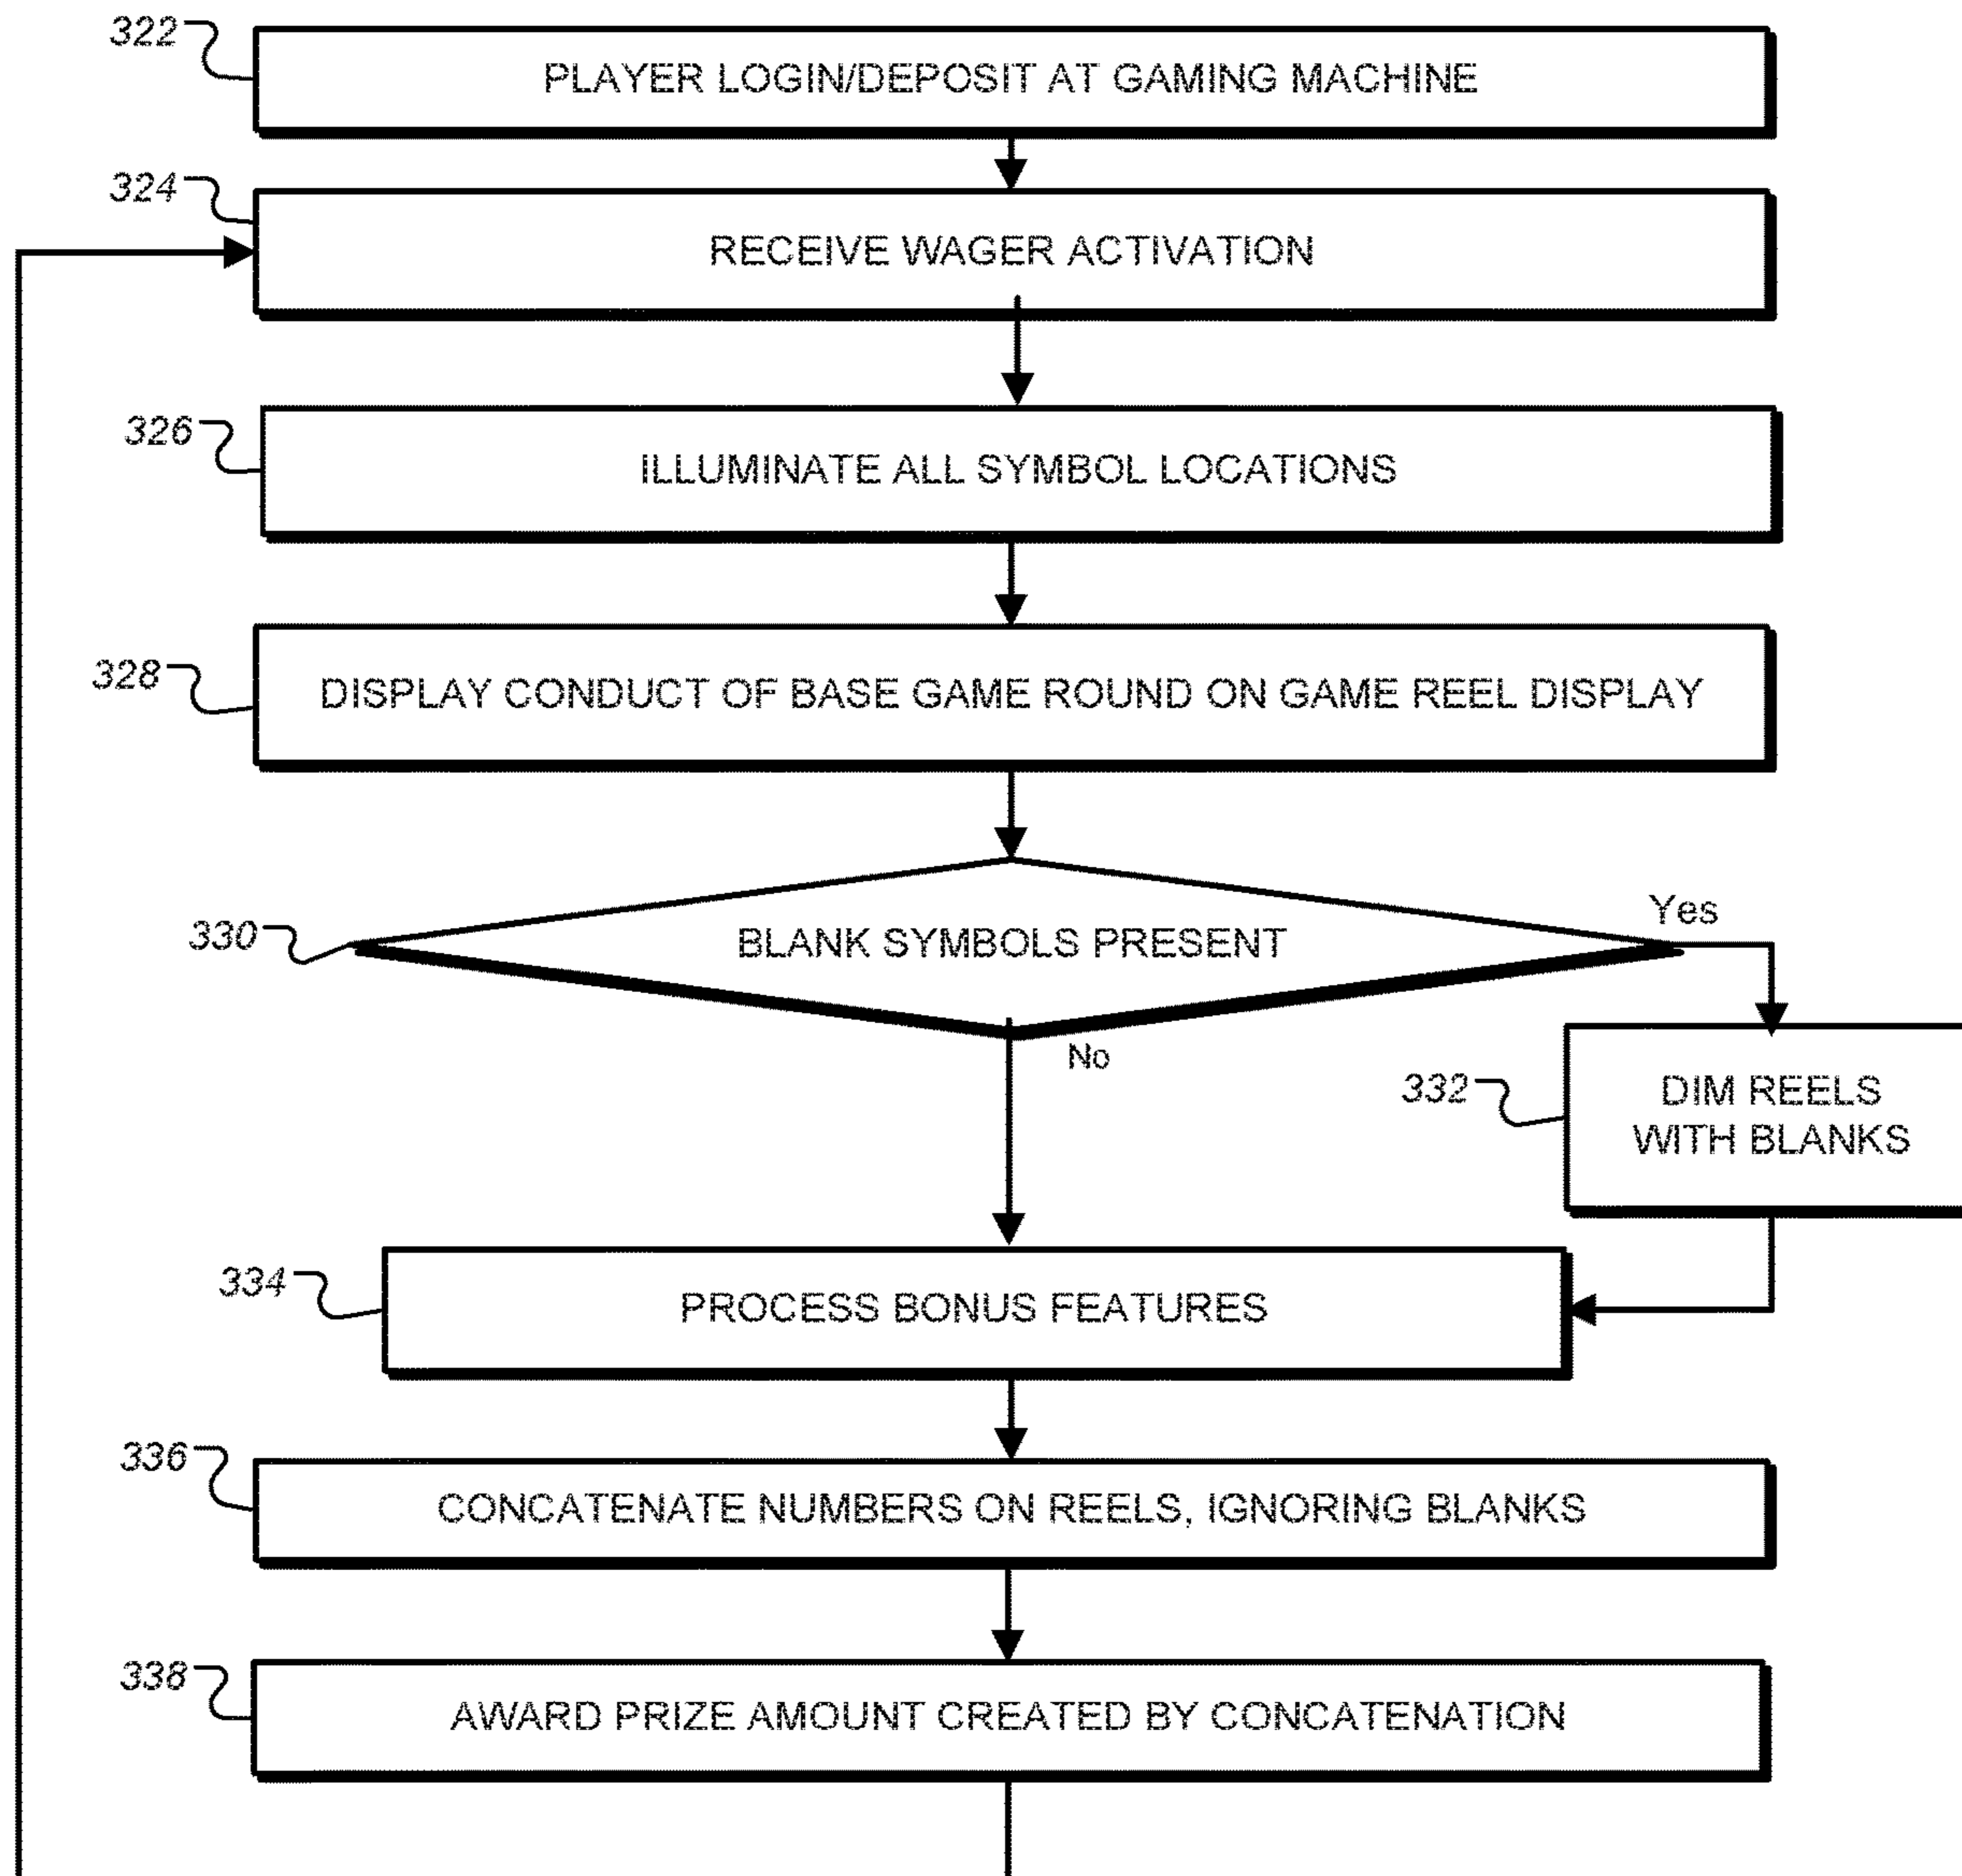 322
PLAYER LOGIN/DEPOSIT AT GAMING MACHINE
324
RECEIVE WAGER ACTIVATION
326
ILLUMINATE ALL SYMBOL LOCATIONS
328
DISPLAY CONDUCT OF BASE GAME ROUND ON GAME REEL DISPLAY
330
BLANK SYMBOLS PRESENT
Yes
No
332
DIM REELS
WITH BLANKS
334
PROCESS BONUS FEATURES
336
CONCATENATE NUMBERS ON REELS, IGNORING BLANKS
338
AWARD PRIZE AMOUNT CREATED BY CONCATENATION